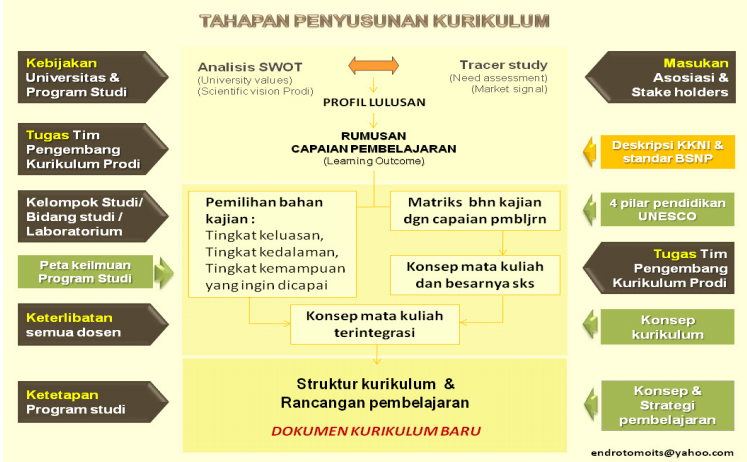 TAHAPAN PENYUSUNAN KURIKULUM
Kebijakan
Universitas &
Program Studi
Tugas Tim
Pengembang
Kurikulum Prodi
Kelompok Studi/
Bidang studi /
Laboratorium
Peta keilmuan
Program Studi
Keterlibatan
semua dosen
Ketetapan
Program studi
Analisis SWOT
(University values)
(Scientific vision Prodi)
Tracer study
(Need assessment)
(Market signal)
PROFIL LULUSAN
RUMUSAN
CAPAIAN PEMBELAJARAN
(Learning Outcome)
Pemilihan bahan
kajian :
Tingkat keluasan,
Tingkat kedalaman,
Tingkat kemampuan
yang ingin dicapai
Matriks bhn kajian
dgn capaian pmbljrn
Konsep mata kuliah
dan besarnya sks
Konsep mata kuliah
terintegrasi
Struktur kurikulum &
Rancangan pembelajaran
DOKUMEN KURIKULUM BARU
Masukan
Asosiasi &
Stake holders
Deskripsi KKNI &
standar BSNP
4 pilar pendidikan
UNESCO
Tugas Tim
Pengembang
Kurikulum Prodi
Konsep
kurikulum
Konsep &
Strategi
pembelajaran
endrotomoits@yahoo.com